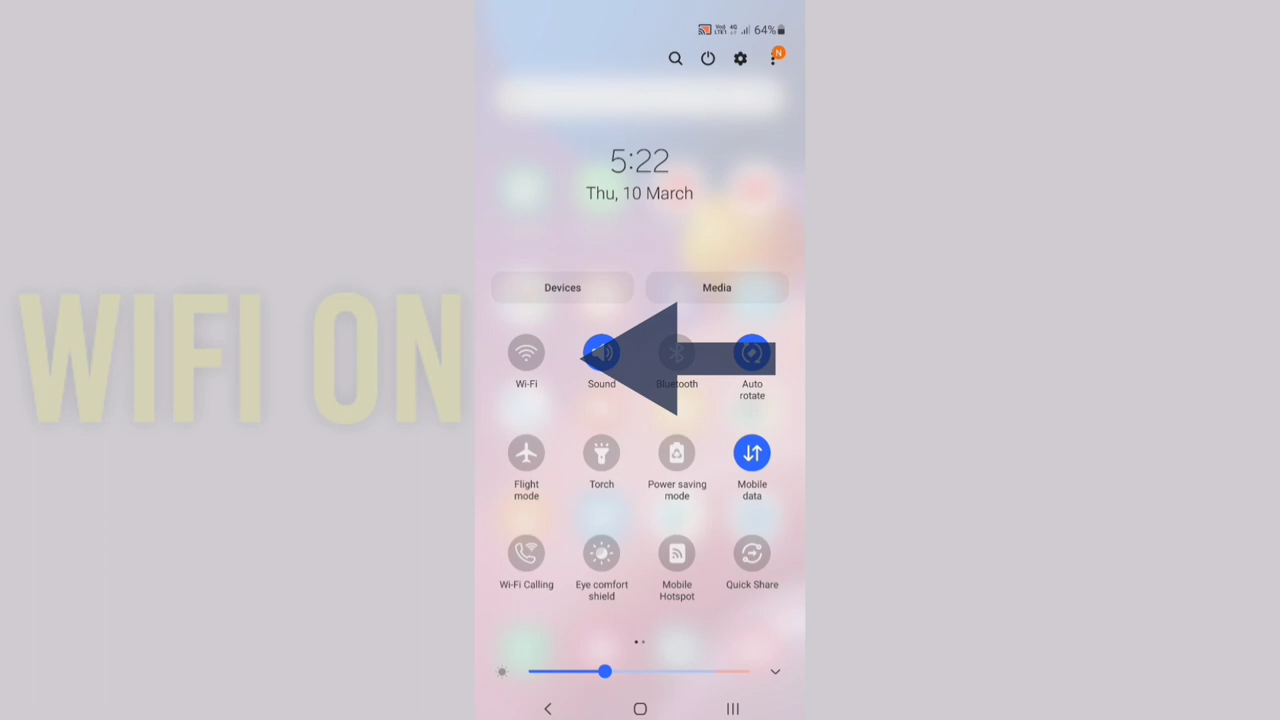 64%
N
5:22
Thu, 10 March
Devices
Media
WIFI ON
Wi-Fi
Sound
Bluetooth
Auto
rotate
Flight
mode
Torch
Power saving
mode
Mobile
data
Wi-Fi Calling
Eye comfort
shield
Mobile
Hotspot
Quick Share